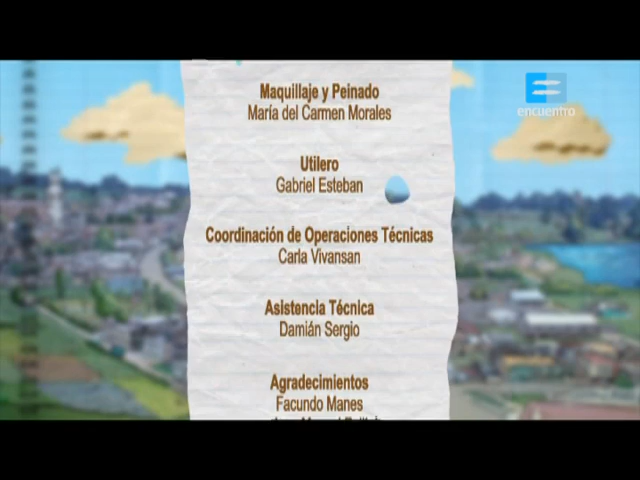 Maquillaje y Peinado
María del Carmen Morales
encuentro
Utilero
Gabriel Esteban
Coordinación de Operaciones Técnicas
Carla Vivansan
Asistencia Técnica
Damián Sergio
Agradecimientos
Facundo Manes